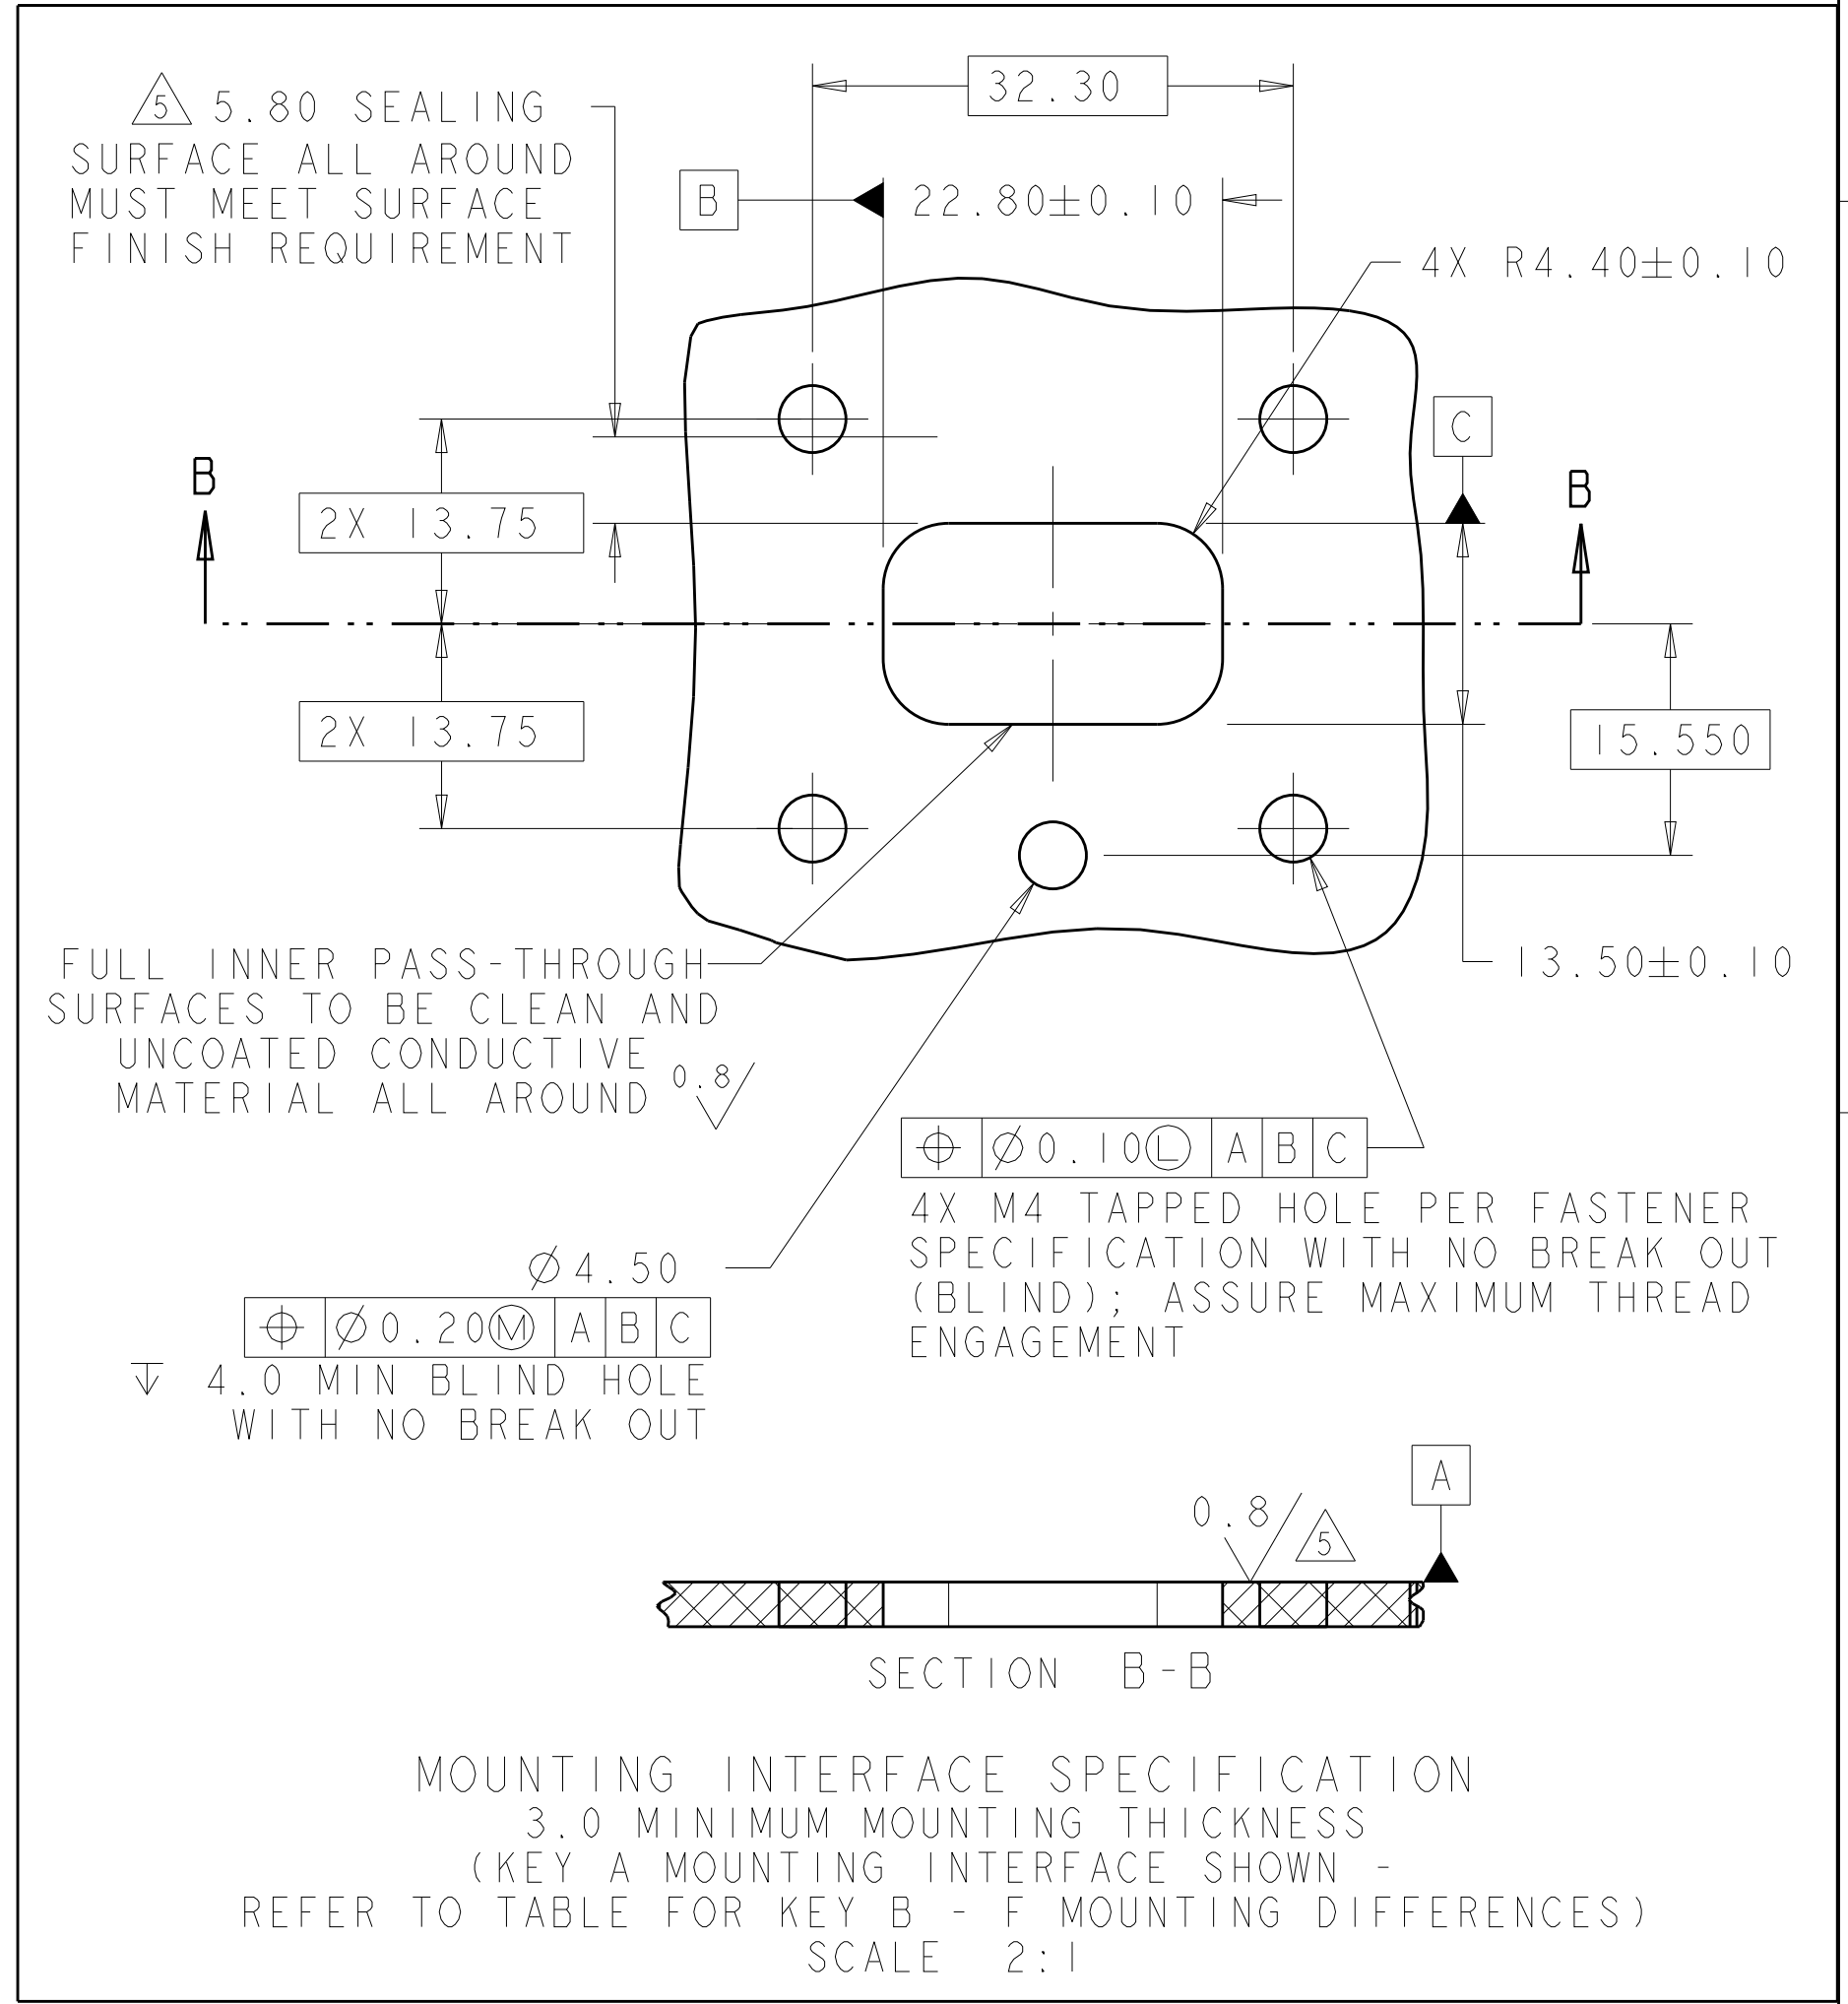 32.30
5 5.80 SEALING
SURFACE ALL AROUND
MUST MEET SURFACE
FINISH REQUIREMENT
B
22.80±0.10
4X R4.40±0.10
C
B
B
2X 13.75
2X 13.75
15.550
13.50±0.10
FULL INNER PASS-THROUGH
SURFACES TO BE CLEAN AND
UNCOATED CONDUCTIVE
MATERIAL ALL AROUND 0.8
⌖ ⌀0.10Ⓛ A B C
4X M4 TAPPED HOLE PER FASTENER
SPECIFICATION WITH NO BREAK OUT
(BLIND); ASSURE MAXIMUM THREAD
ENGAGEMENT
⌀4.50
⌖ ⌀0.20Ⓜ A B C
↧ 4.0 MIN BLIND HOLE
WITH NO BREAK OUT
A
0.8 5
SECTION B-B
MOUNTING INTERFACE SPECIFICATION
3.0 MINIMUM MOUNTING THICKNESS
(KEY A MOUNTING INTERFACE SHOWN -
REFER TO TABLE FOR KEY B - F MOUNTING DIFFERENCES)
SCALE 2:1